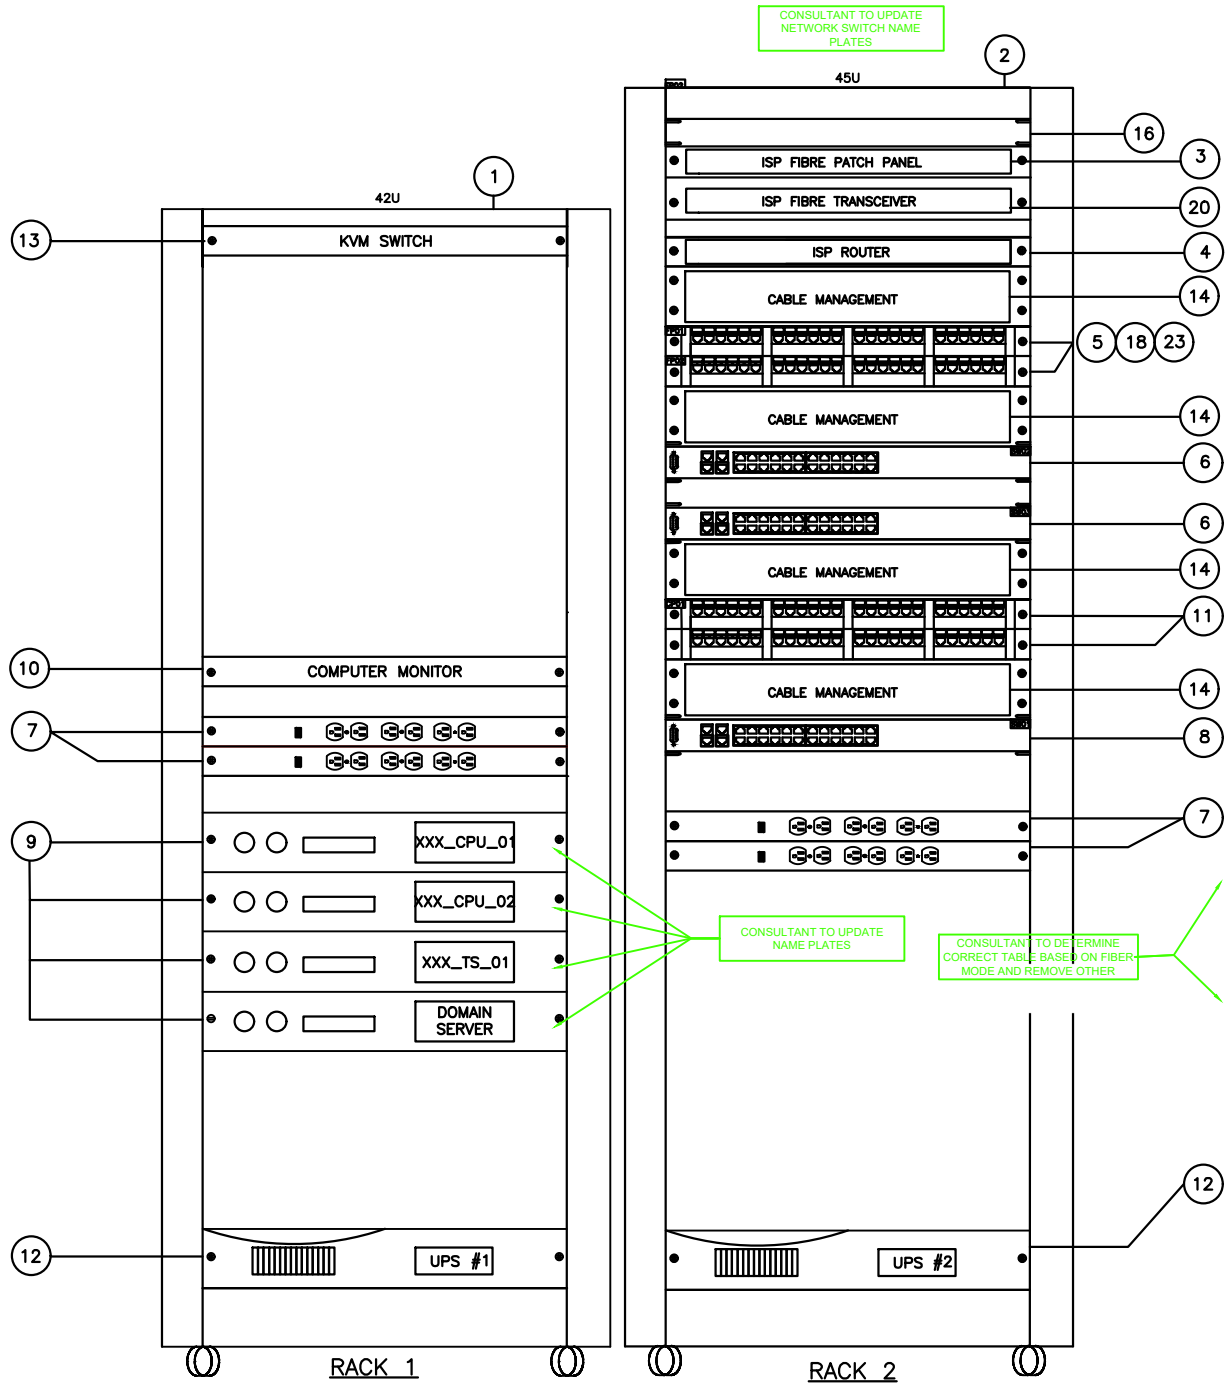 CONSULTANT TO UPDATE
NETWORK SWITCH NAME
PLATES
2
45U
16
ISP FIBRE PATCH PANEL
3
1
42U
ISP FIBRE TRANSCEIVER
20
13
KVM SWITCH
ISP ROUTER
4
CABLE MANAGEMENT
14
5
18
23
CABLE MANAGEMENT
14
6
6
CABLE MANAGEMENT
14
11
10
COMPUTER MONITOR
CABLE MANAGEMENT
14
7
8
7
9
XXX_CPU_01
XXX_CPU_02
CONSULTANT TO UPDATE
NAME PLATES
CONSULTANT TO DETERMINE
CORRECT TABLE BASED ON FIBER
MODE AND REMOVE OTHER
XXX_TS_01
DOMAIN
SERVER
12
12
UPS #1
UPS #2
RACK 1
RACK 2